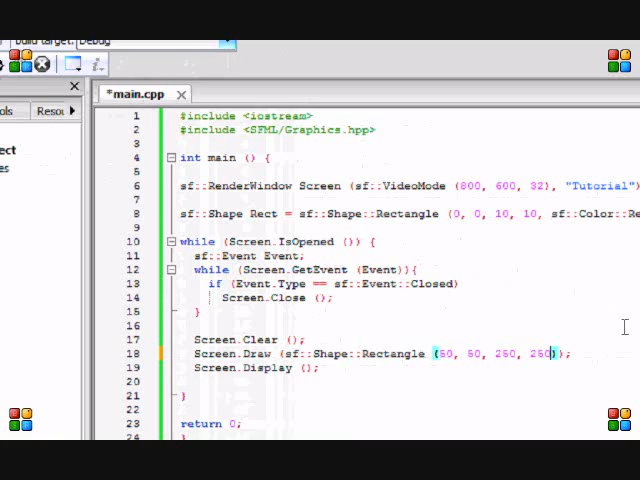 Build target: Debug
*main.cpp
ols
Resou
ect
es
1 #include <iostream>
2 #include <SFML/Graphics.hpp>
3
4 int main () {
5
6 sf::RenderWindow Screen (sf::VideoMode (800, 600, 32), "Tutorial")
7
8 sf::Shape Rect = sf::Shape::Rectangle (0, 0, 10, 10, sf::Color::Re
9
10 while (Screen.IsOpened ()) {
11 sf::Event Event;
12 while (Screen.GetEvent (Event)){
13 if (Event.Type == sf::Event::Closed)
14 Screen.Close ();
15 }
16
17 Screen.Clear ();
18 Screen.Draw (sf::Shape::Rectangle (50, 50, 250, 250));
19 Screen.Display ();
20
21 }
22
23 return 0;
24 }